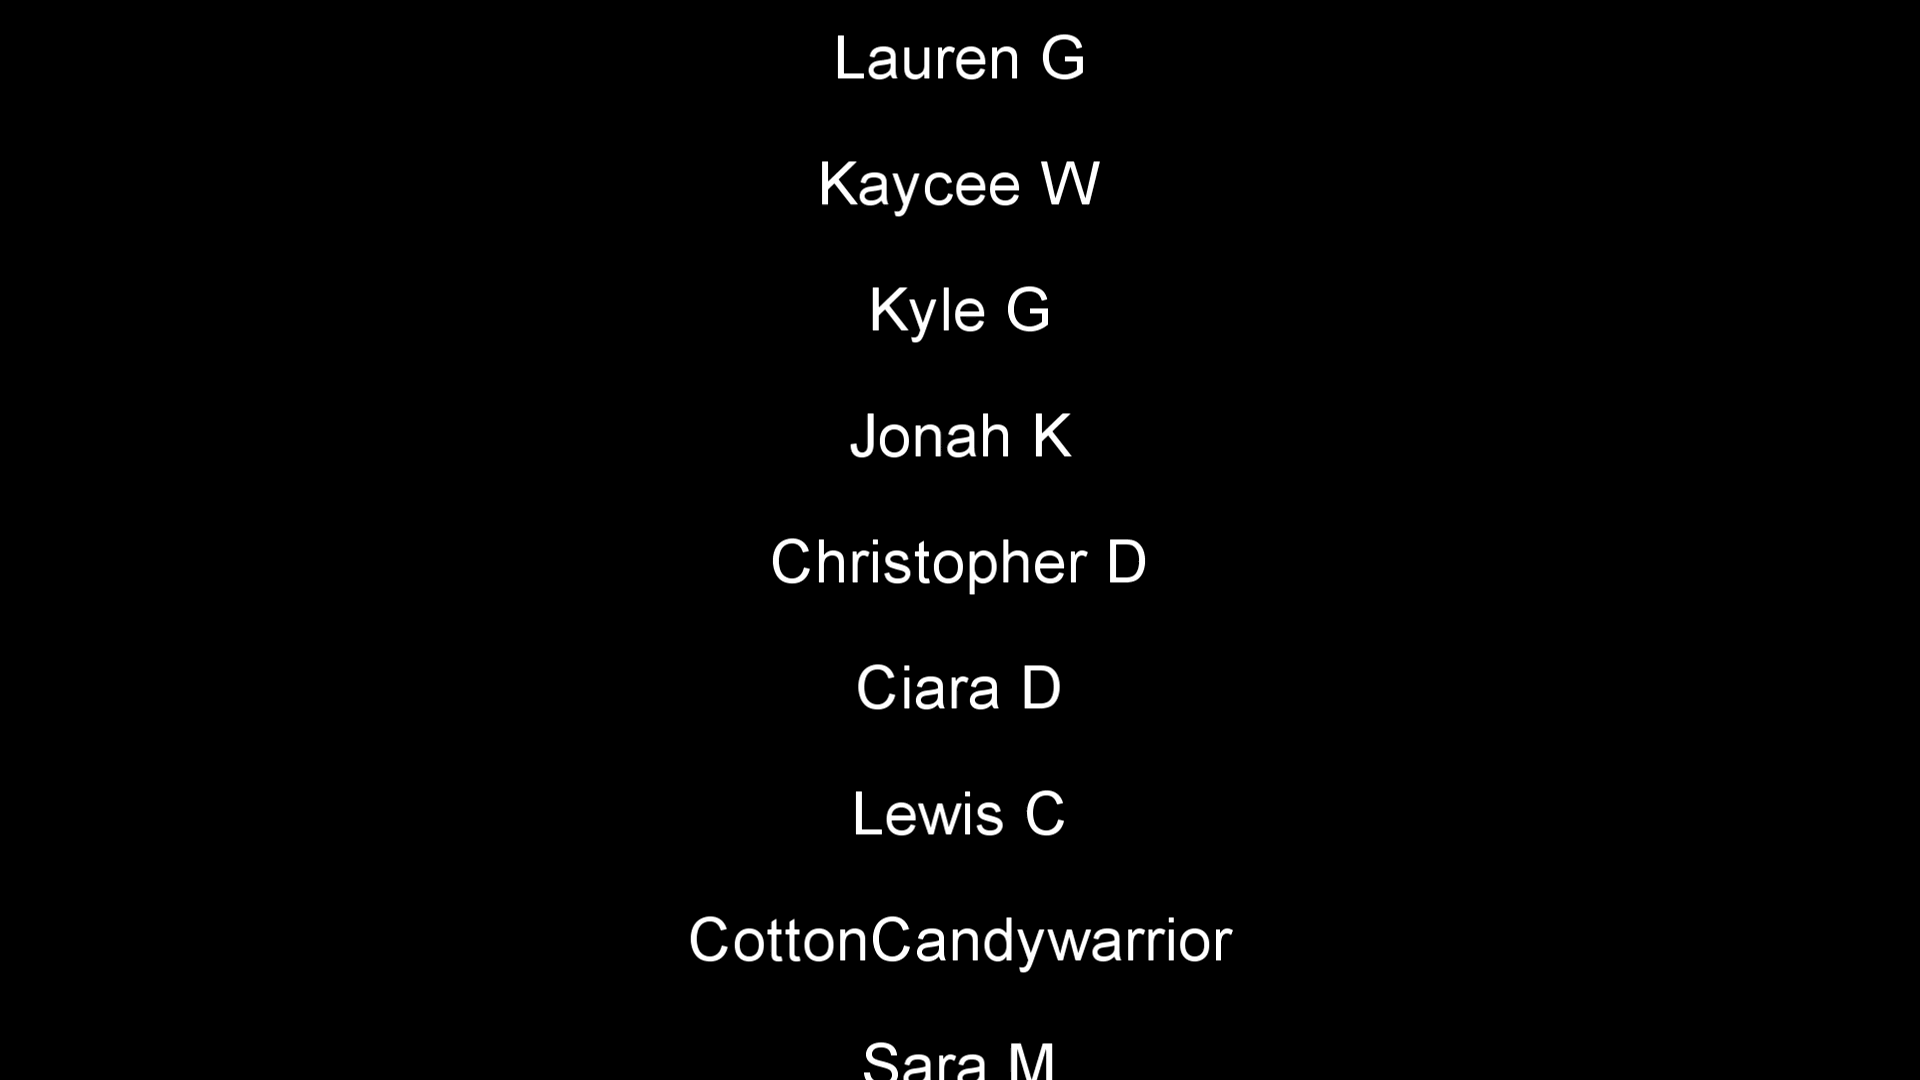 Lauren G
Kaycee W
Kyle G
Jonah K
Christopher D
Ciara D
Lewis C
CottonCandywarrior
Sara M